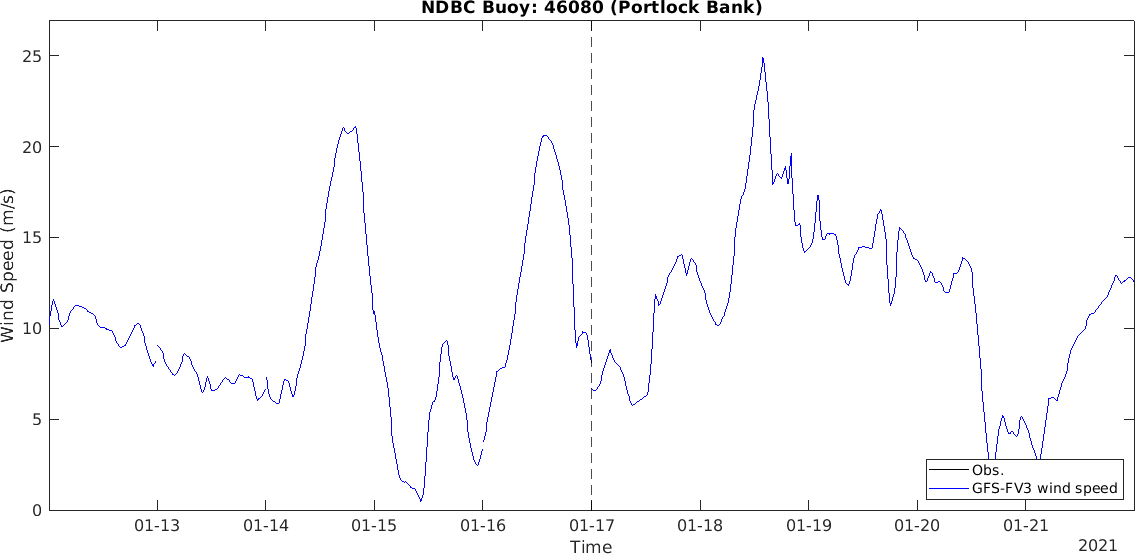 NDBC Buoy: 46080 (Portlock Bank)
Wind Speed (m/s)
25
20
15
10
5
0
Obs.
GFS-FV3 wind speed
01-13 01-14 01-15 01-16 01-17 01-18 01-19 01-20 01-21
Time
2021